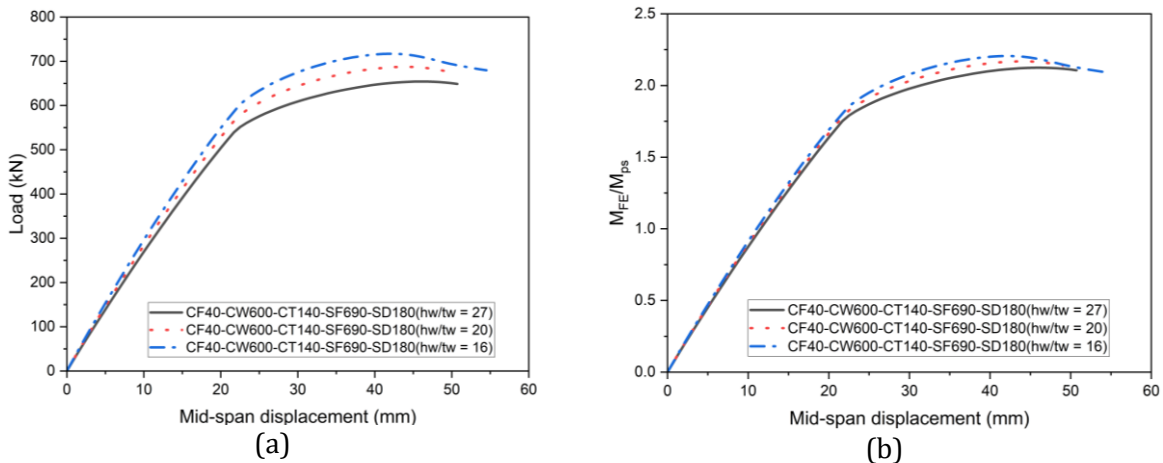 800
700
600
500
400
300
200
100
0
Load (kN)
CF40-CW600-CT140-SF690-SD180(hw/tw = 27)
CF40-CW600-CT140-SF690-SD180(hw/tw = 20)
CF40-CW600-CT140-SF690-SD180(hw/tw = 16)
0 10 20 30 40 50 60
Mid-span displacement (mm)
(a)
2.5
2.0
1.5
1.0
0.5
0.0
M_FE/M_ps
CF40-CW600-CT140-SF690-SD180(hw/tw = 27)
CF40-CW600-CT140-SF690-SD180(hw/tw = 20)
CF40-CW600-CT140-SF690-SD180(hw/tw = 16)
0 10 20 30 40 50 60
Mid-span displacement (mm)
(b)